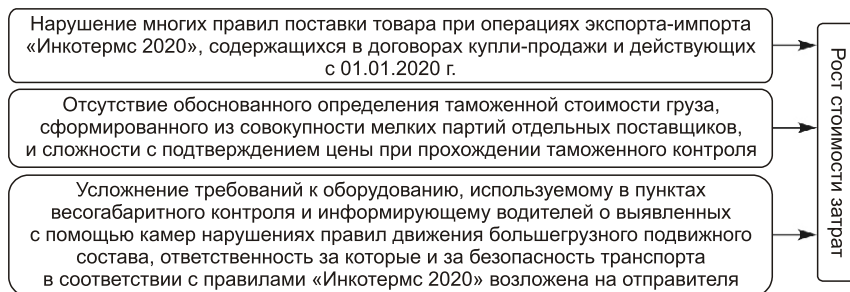 Нарушение многих правил поставки товара при операциях экспорта-импорта
«Инкотермс 2020», содержащихся в договорах купли-продажи и действующих
с 01.01.2020 г.
Отсутствие обоснованного определения таможенной стоимости груза,
сформированного из совокупности мелких партий отдельных поставщиков,
и сложности с подтверждением цены при прохождении таможенного контроля
Усложнение требований к оборудованию, используемому в пунктах
весогабаритного контроля и информирующему водителей о выявленных
с помощью камер нарушениях правил движения большегрузного подвижного
состава, ответственность за которые и за безопасность транспорта
в соответствии с правилами «Инкотермс 2020» возложена на отправителя
Рост стоимости затрат